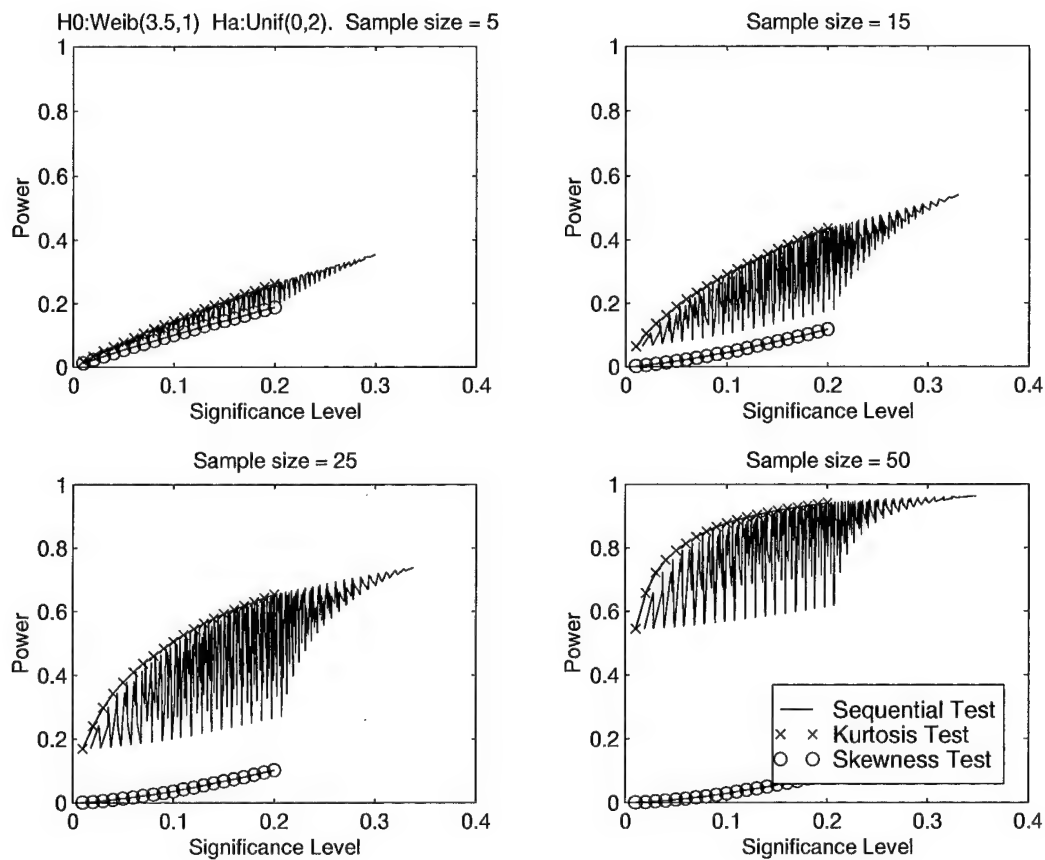 H0:Weib(3.5,1) Ha:Unif(0,2). Sample size = 5
1
0.8
0.6
0.4
0.2
0
Power
0
0.1
0.2
0.3
0.4
Significance Level
Sample size = 15
1
0.8
0.6
0.4
0.2
0
Power
0
0.1
0.2
0.3
0.4
Significance Level
Sample size = 25
1
0.8
0.6
0.4
0.2
0
Power
0
0.1
0.2
0.3
0.4
Significance Level
Sample size = 50
1
0.8
0.6
0.4
0.2
0
Power
Sequential Test
Kurtosis Test
Skewness Test
0
0.1
0.2
0.3
0.4
Significance Level